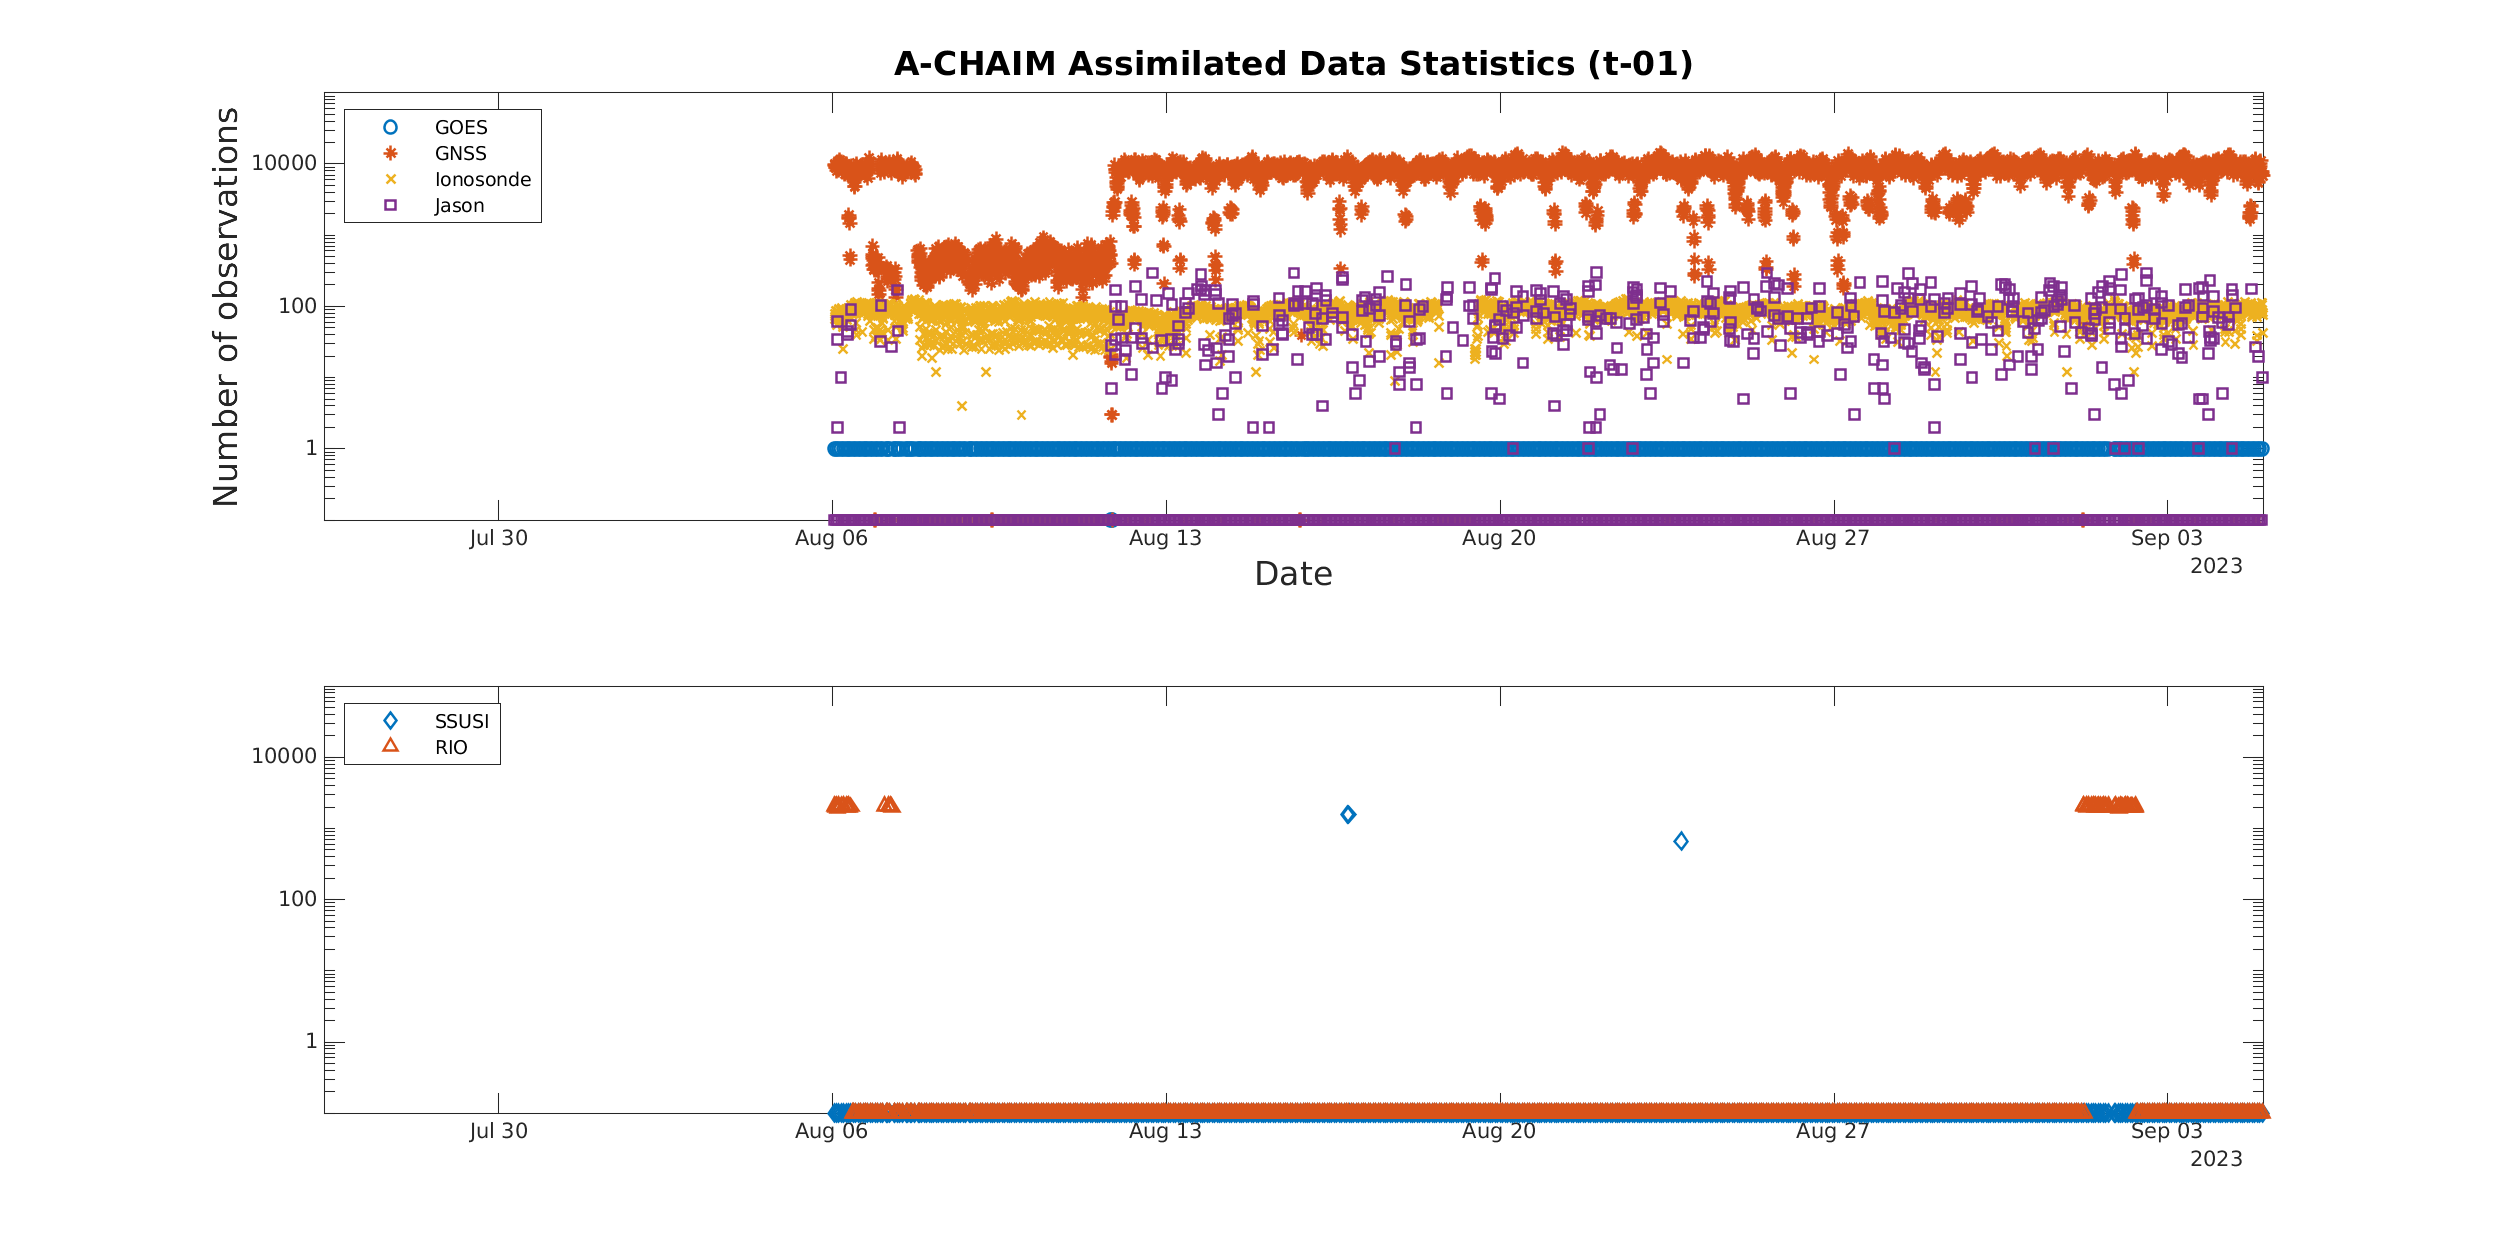 A-CHAIM Assimilated Data Statistics (t-01)
Number of observations
10000
100
1
GOES
GNSS
Ionosonde
Jason
Jul 30
Aug 06
Aug 13
Aug 20
Aug 27
Sep 03
2023
Date
10000
100
1
SSUSI
RIO
Jul 30
Aug 06
Aug 13
Aug 20
Aug 27
Sep 03
2023